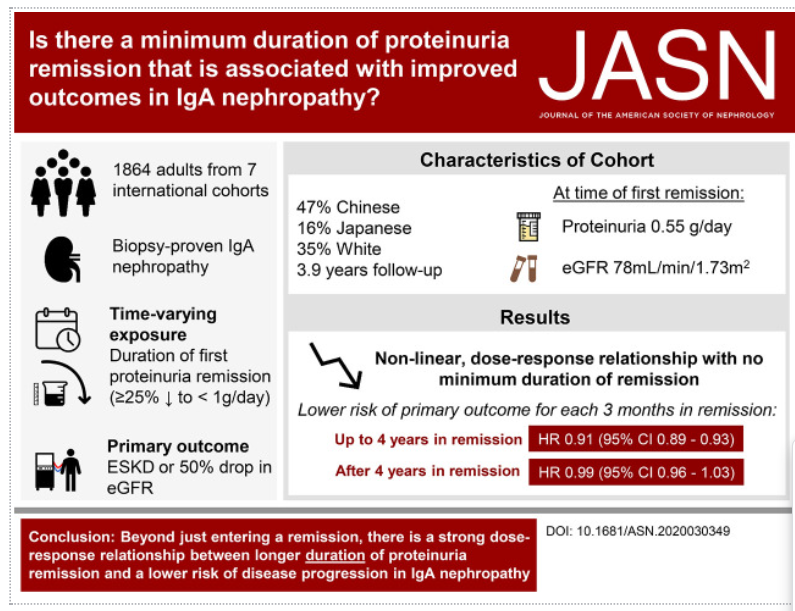 Is there a minimum duration of proteinuria
remission that is associated with improved
outcomes in IgA nephropathy?
JASN
JOURNAL OF THE AMERICAN SOCIETY OF NEPHROLOGY
1864 adults from 7
international cohorts
Biopsy-proven IgA
nephropathy
Time-varying
exposure
Duration of first
proteinuria remission
(≥25% ↓ to < 1g/day)
Primary outcome
ESKD or 50% drop in
eGFR
Characteristics of Cohort
47% Chinese
16% Japanese
35% White
3.9 years follow-up
At time of first remission:
Proteinuria 0.55 g/day
eGFR 78mL/min/1.73m²
Results
Non-linear, dose-response relationship with no
minimum duration of remission
Lower risk of primary outcome for each 3 months in remission:
Up to 4 years in remission HR 0.91 (95% CI 0.89 - 0.93)
After 4 years in remission HR 0.99 (95% CI 0.96 - 1.03)
Conclusion: Beyond just entering a remission, there is a strong dose-
response relationship between longer duration of proteinuria
remission and a lower risk of disease progression in IgA nephropathy
DOI: 10.1681/ASN.2020030349